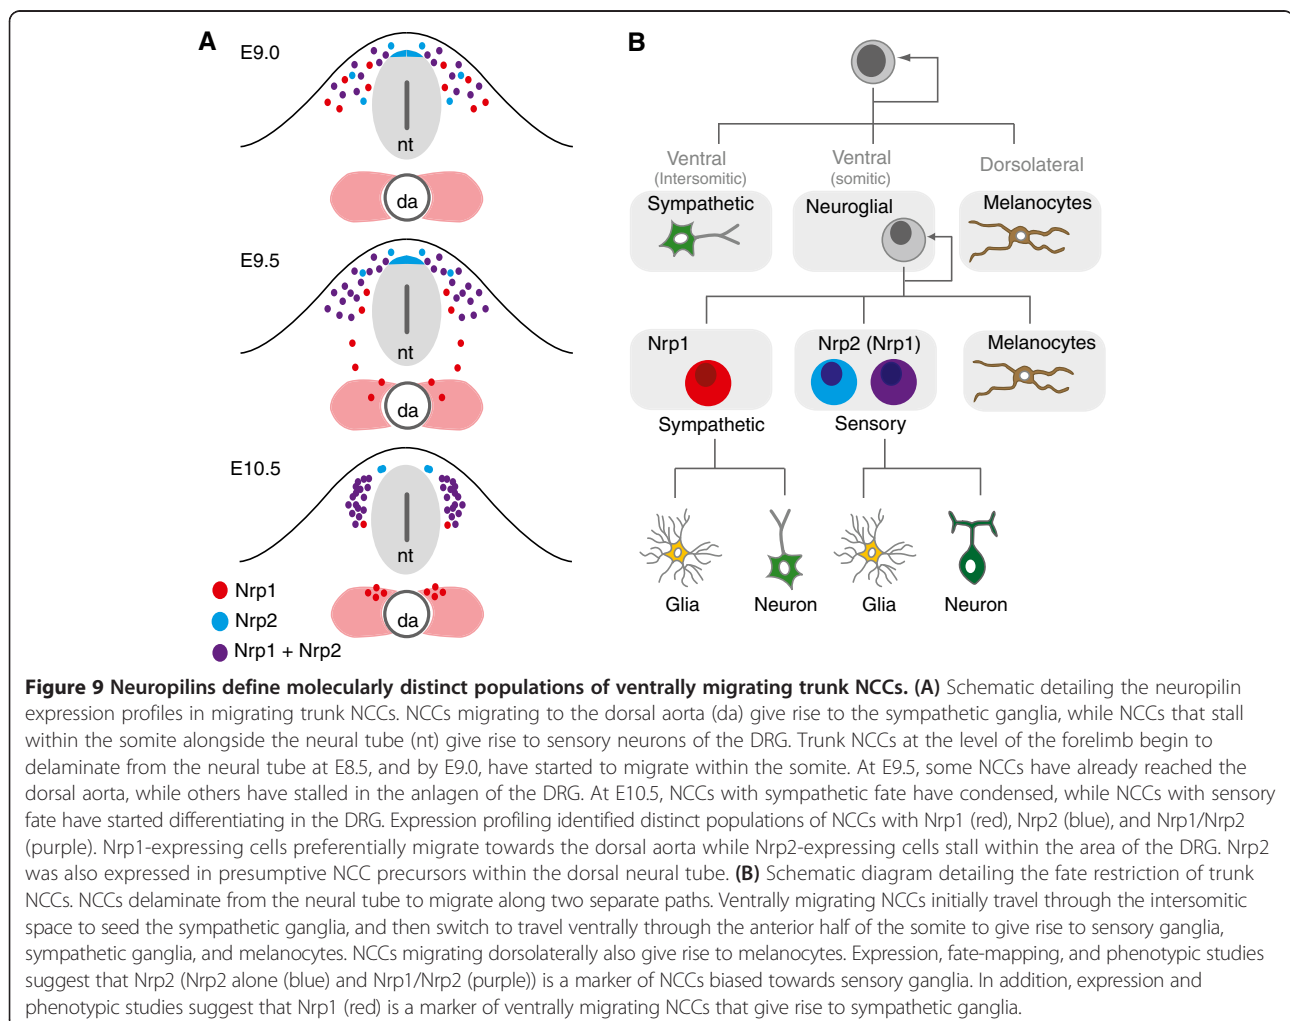 A
E9.0
nt
da
E9.5
nt
da
E10.5
nt
da
Nrp1
Nrp2
Nrp1 + Nrp2
B
Ventral
(Intersomitic)
Ventral
(somitic)
Dorsolateral
Sympathetic
Neuroglial
Melanocytes
Nrp1
Nrp2 (Nrp1)
Melanocytes
Sympathetic
Sensory
Glia
Neuron
Glia
Neuron
Figure 9 Neuropilins define molecularly distinct populations of ventrally migrating trunk NCCs. (A) Schematic detailing the neuropilin
expression profiles in migrating trunk NCCs. NCCs migrating to the dorsal aorta (da) give rise to the sympathetic ganglia, while NCCs that stall
within the somite alongside the neural tube (nt) give rise to sensory neurons of the DRG. Trunk NCCs at the level of the forelimb begin to
delaminate from the neural tube at E8.5, and by E9.0, have started to migrate within the somite. At E9.5, some NCCs have already reached the
dorsal aorta, while others have stalled in the anlagen of the DRG. At E10.5, NCCs with sympathetic fate have condensed, while NCCs with sensory
fate have started differentiating in the DRG. Expression profiling identified distinct populations of NCCs with Nrp1 (red), Nrp2 (blue), and Nrp1/Nrp2
(purple). Nrp1-expressing cells preferentially migrate towards the dorsal aorta while Nrp2-expressing cells stall within the area of the DRG. Nrp2
was also expressed in presumptive NCC precursors within the dorsal neural tube. (B) Schematic diagram detailing the fate restriction of trunk
NCCs. NCCs delaminate from the neural tube to migrate along two separate paths. Ventrally migrating NCCs initially travel through the intersomitic
space to seed the sympathetic ganglia, and then switch to travel ventrally through the anterior half of the somite to give rise to sensory ganglia,
sympathetic ganglia, and melanocytes. NCCs migrating dorsolaterally also give rise to melanocytes. Expression, fate-mapping, and phenotypic studies
suggest that Nrp2 (Nrp2 alone (blue) and Nrp1/Nrp2 (purple)) is a marker of NCCs biased towards sensory ganglia. In addition, expression and
phenotypic studies suggest that Nrp1 (red) is a marker of ventrally migrating NCCs that give rise to sympathetic ganglia.